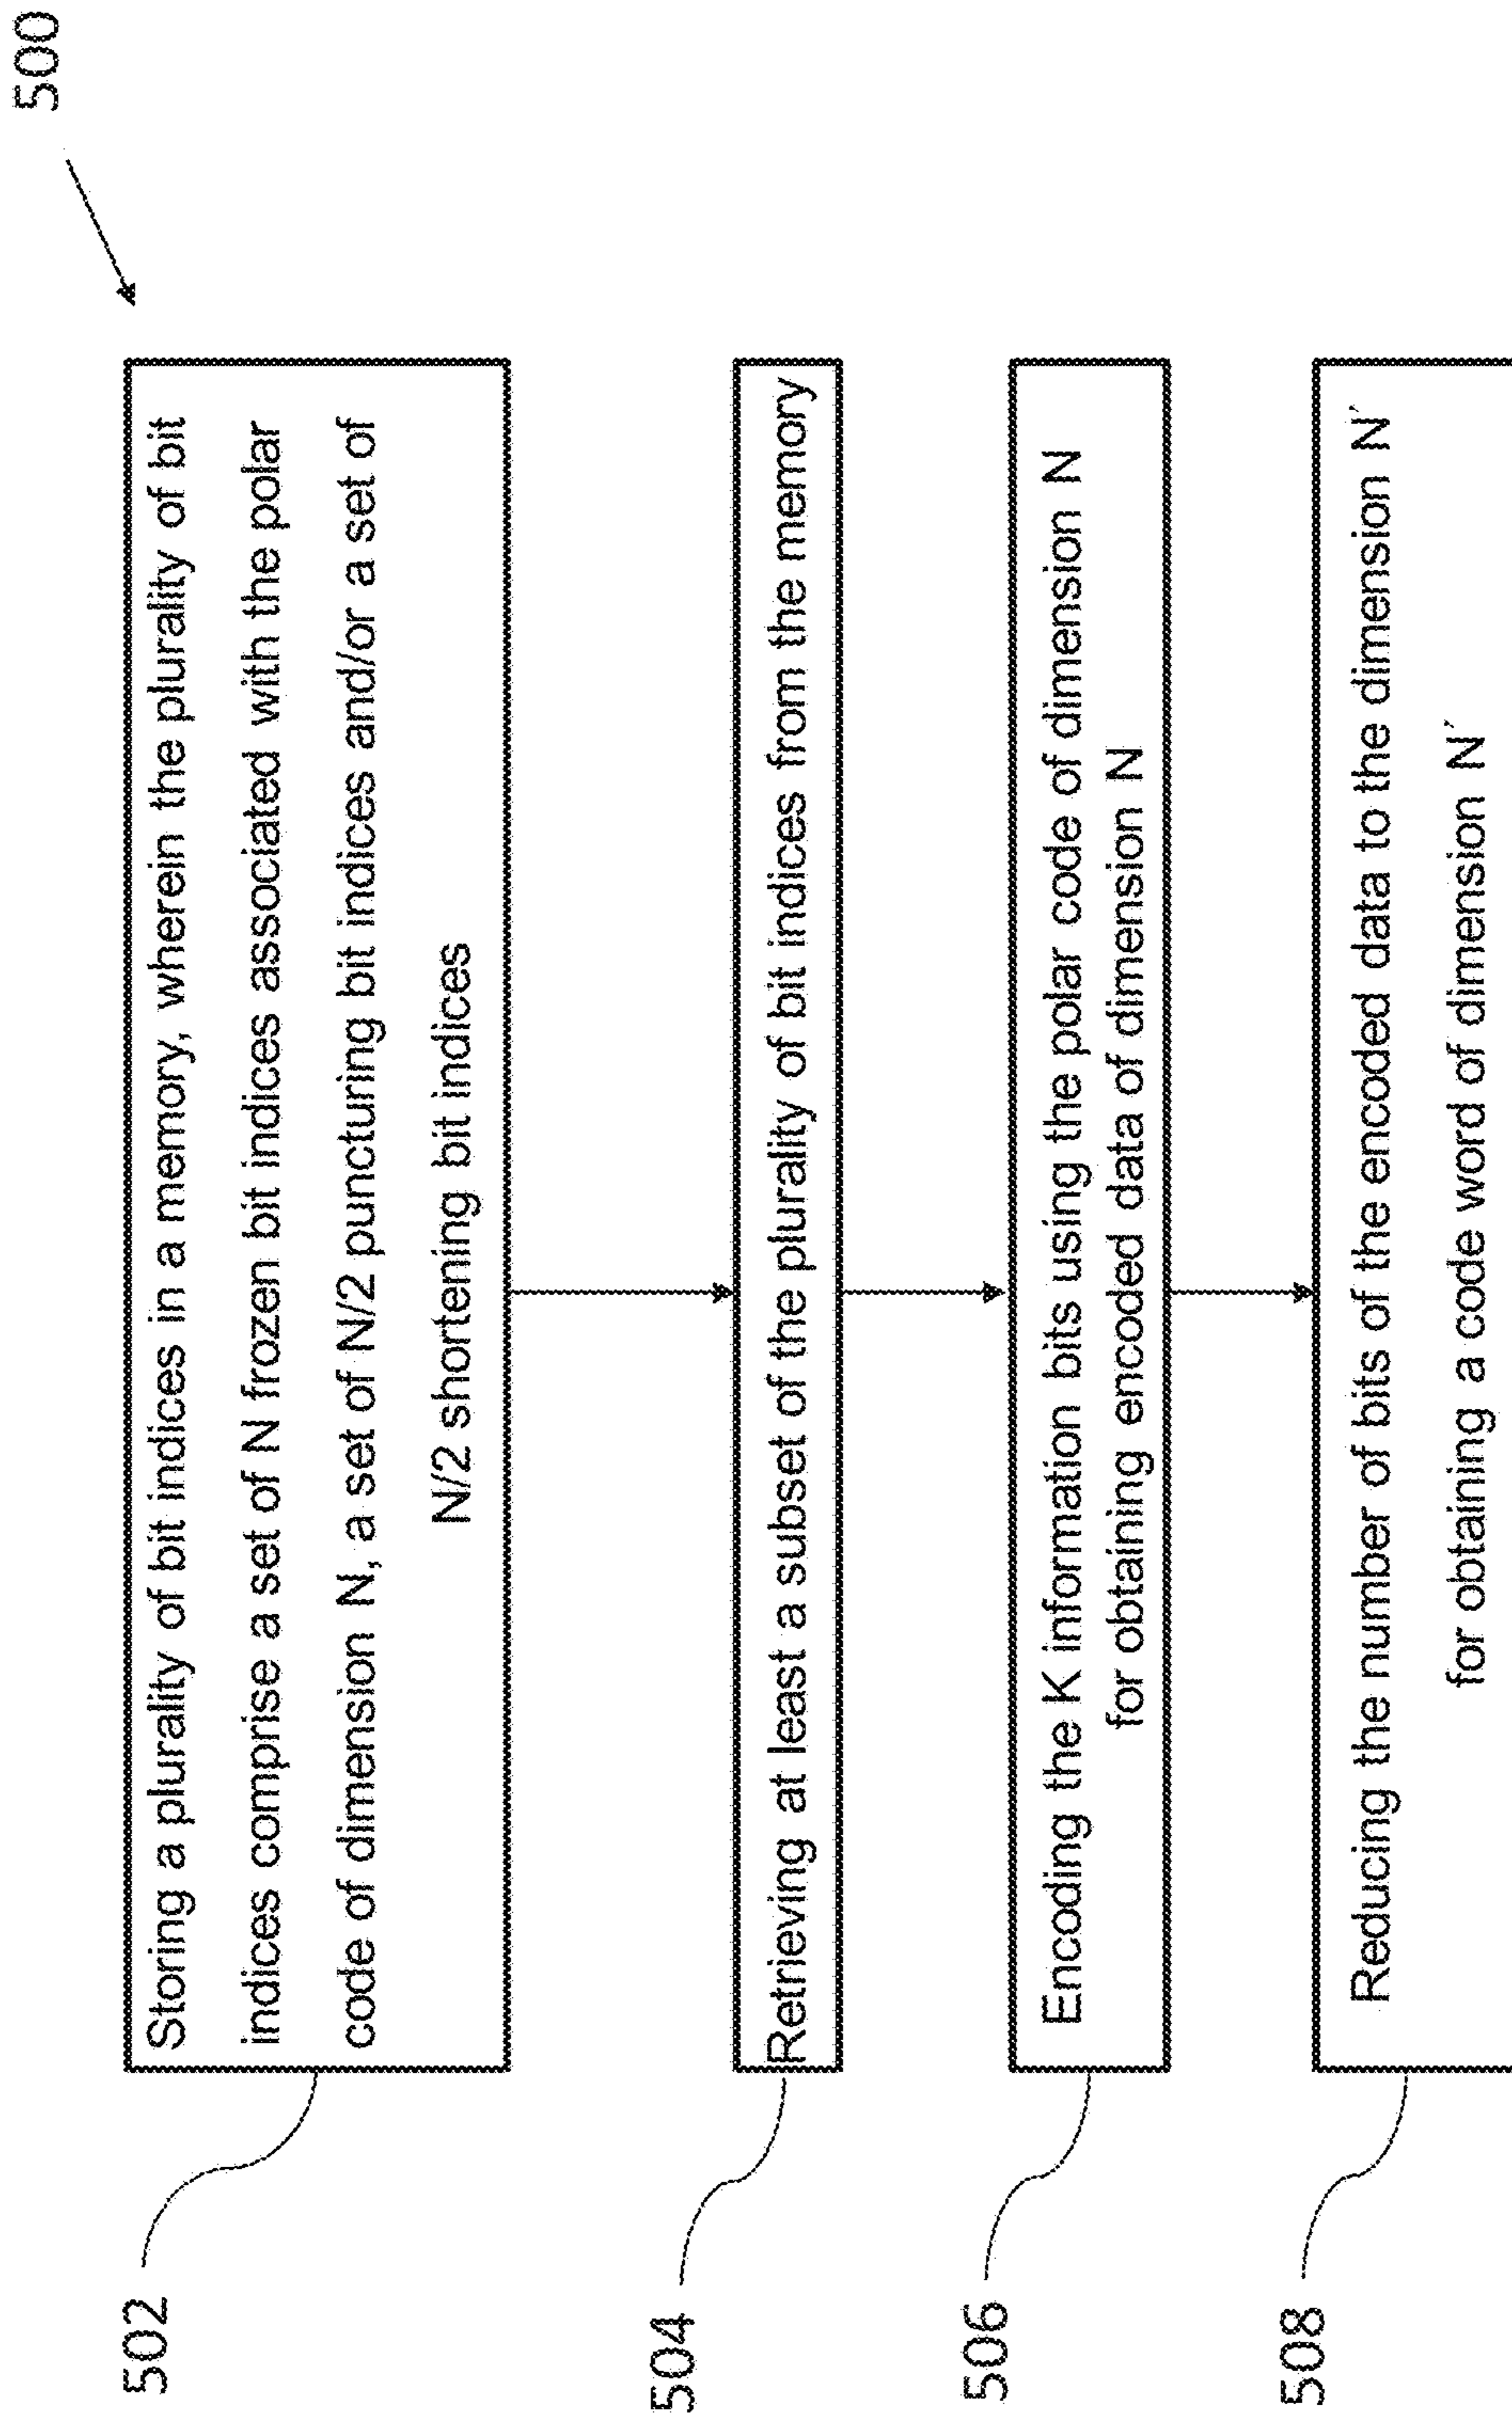 500
502
Storing a plurality of bit indices in a memory, wherein the plurality of bit
indices comprise a set of N frozen bit indices associated with the polar
code of dimension N, a set of N/2 puncturing bit indices and/or a set of
N/2 shortening bit indices
504
Retrieving at least a subset of the plurality of bit indices from the memory
506
Encoding the K information bits using the polar code of dimension N
for obtaining encoded data of dimension N
508
Reducing the number of bits of the encoded data to the dimension N´
for obtaining a code word of dimension N´